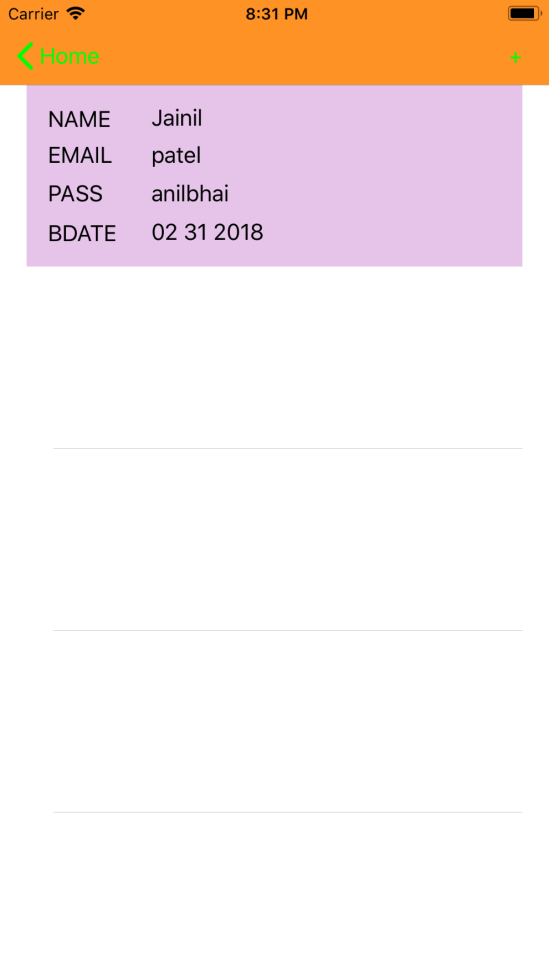 Carrier 8:31 PM
Home +
NAME Jainil
EMAIL patel
PASS anilbhai
BDATE 02 31 2018